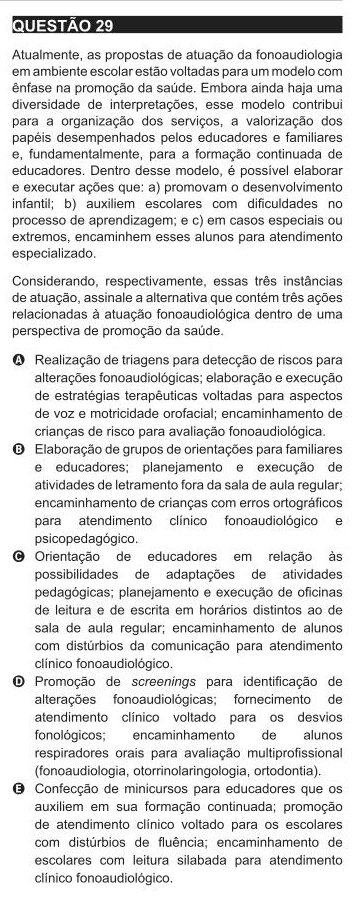 QUESTÃO 29
Atualmente, as propostas de atuação da fonoaudiologia
em ambiente escolar estão voltadas para um modelo com
ênfase na promoção da saúde. Embora ainda haja uma
diversidade de interpretações, esse modelo contribui
para a organização dos serviços, a valorização dos
papéis desempenhados pelos educadores e familiares
e, fundamentalmente, para a formação continuada de
educadores. Dentro desse modelo, é possível elaborar
e executar ações que: a) promovam o desenvolvimento
infantil; b) auxiliem escolares com dificuldades no
processo de aprendizagem; e c) em casos especiais ou
extremos, encaminhem esses alunos para atendimento
especializado.
Considerando, respectivamente, essas três instâncias
de atuação, assinale a alternativa que contém três ações
relacionadas à atuação fonoaudiológica dentro de uma
perspectiva de promoção da saúde.
A Realização de triagens para detecção de riscos para
alterações fonoaudiológicas; elaboração e execução
de estratégias terapêuticas voltadas para aspectos
de voz e motricidade orofacial; encaminhamento de
crianças de risco para avaliação fonoaudiológica.
B Elaboração de grupos de orientações para familiares
e educadores; planejamento e execução de
atividades de letramento fora da sala de aula regular;
encaminhamento de crianças com erros ortográficos
para atendimento clínico fonoaudiológico e
psicopedagógico.
C Orientação de educadores em relação às
possibilidades de adaptações de atividades
pedagógicas; planejamento e execução de oficinas
de leitura e de escrita em horários distintos ao de
sala de aula regular; encaminhamento de alunos
com distúrbios da comunicação para atendimento
clínico fonoaudiológico.
D Promoção de screenings para identificação de
alterações fonoaudiológicas; fornecimento de
atendimento clínico voltado para os desvios
fonológicos; encaminhamento de alunos
respiradores orais para avaliação multiprofissional
(fonoaudiologia, otorrinolaringologia, ortodontia).
E Confecção de minicursos para educadores que os
auxiliem em sua formação continuada; promoção
de atendimento clínico voltado para os escolares
com distúrbios de fluência; encaminhamento de
escolares com leitura silabada para atendimento
clínico fonoaudiológico.